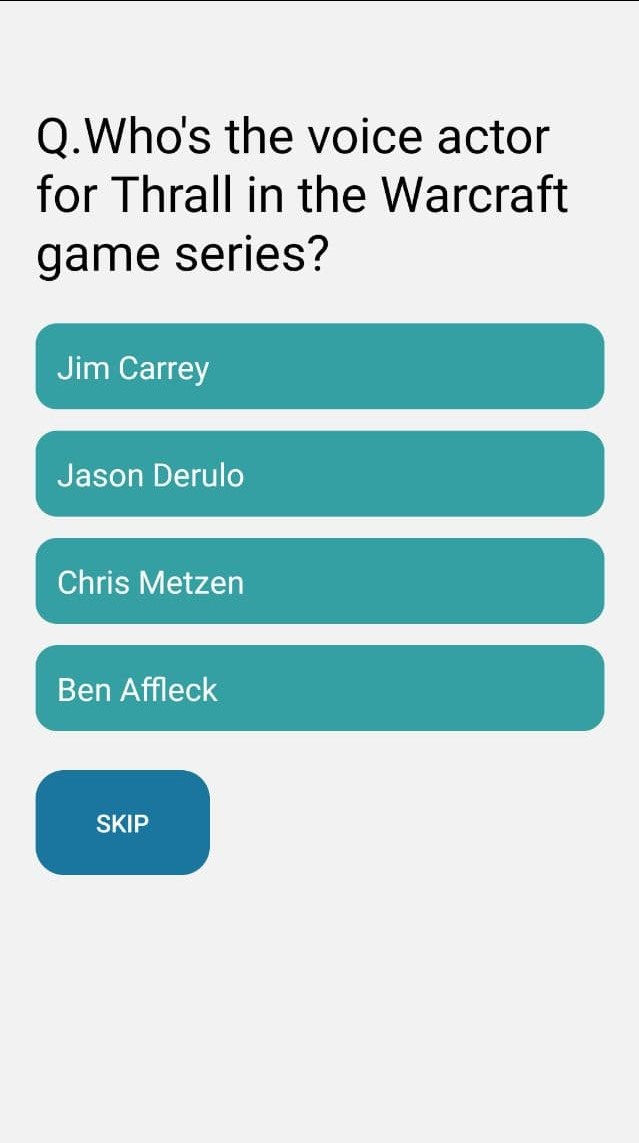 Q.Who's the voice actor
for Thrall in the Warcraft
game series?
Jim Carrey
Jason Derulo
Chris Metzen
Ben Affleck
SKIP